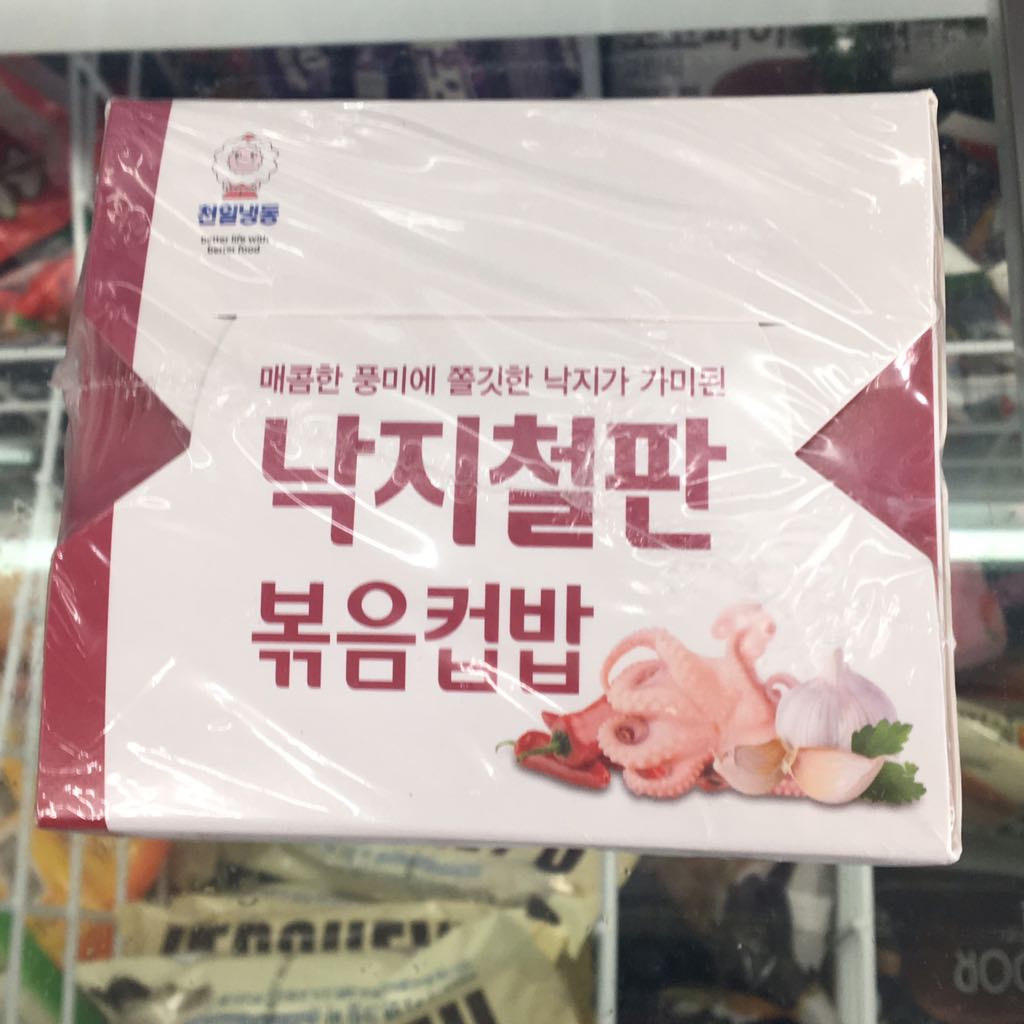 천일냉동
better life with
better food
매콤한 풍미에 쫄깃한 낙지가 가미된
낙지철판
볶음컵밥